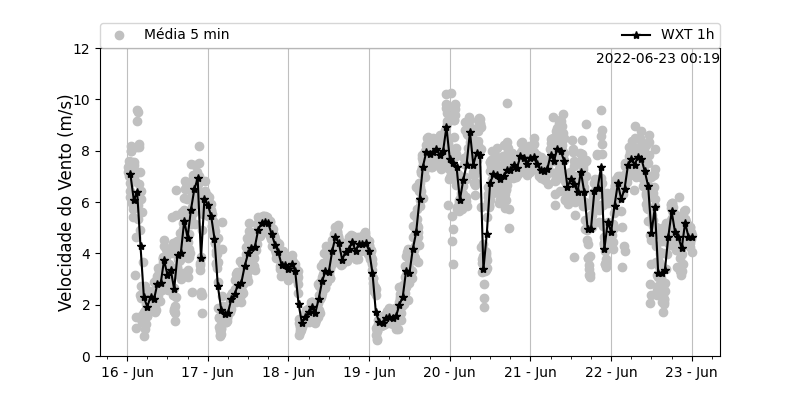 Média 5 min
WXT 1h
2022-06-23 00:19
Velocidade do Vento (m/s)
12
10
8
6
4
2
0
16 - Jun 17 - Jun 18 - Jun 19 - Jun 20 - Jun 21 - Jun 22 - Jun 23 - Jun